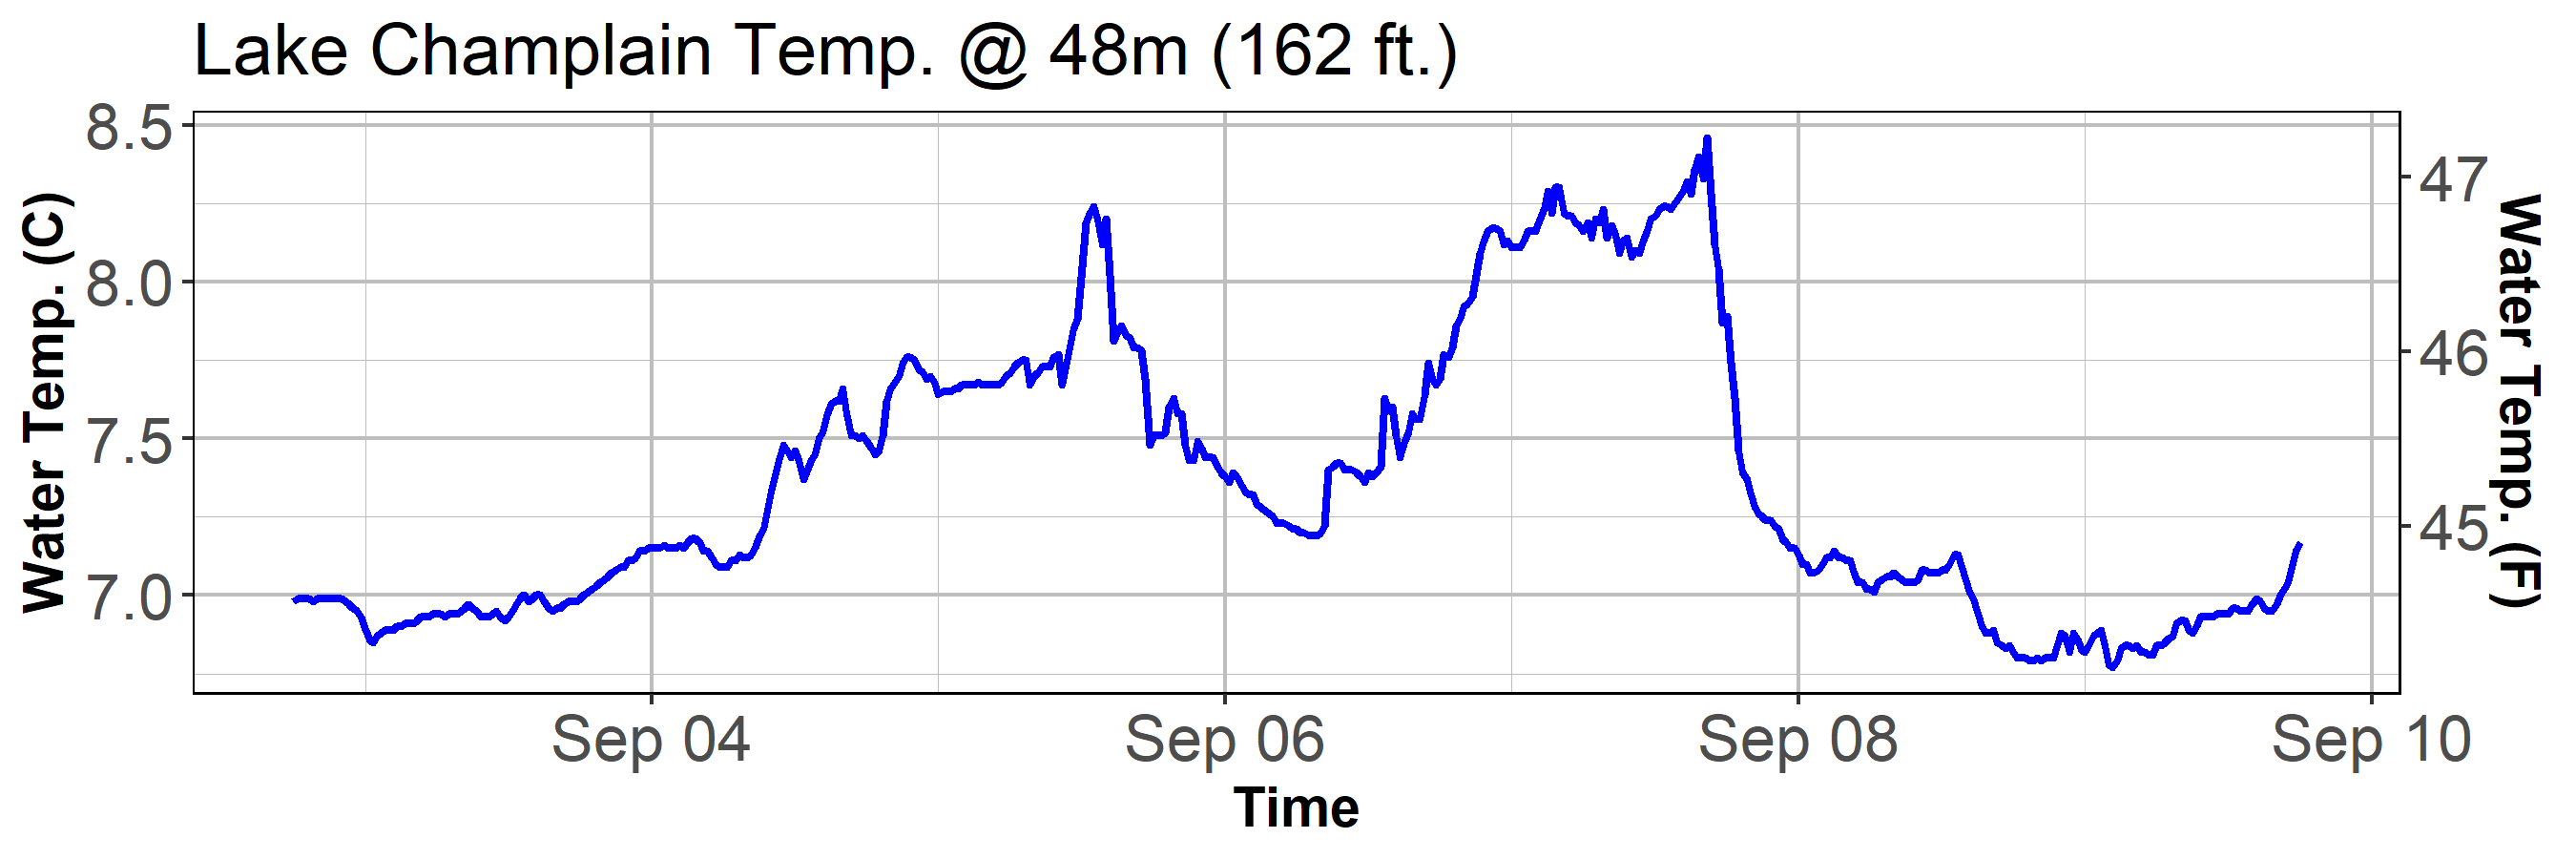 Lake Champlain Temp. @ 48m (162 ft.)
Water Temp. (C)
8.5
8.0
7.5
7.0
47
46
45
Water Temp. (F)
Sep 04 Sep 06 Sep 08 Sep 10
Time